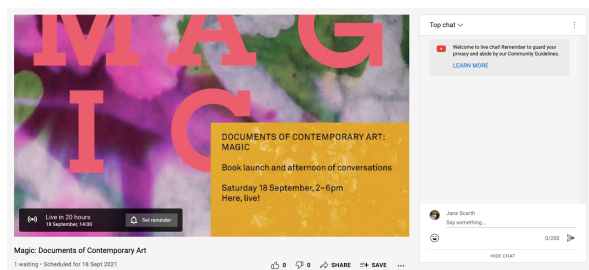 MAG
IC
DOCUMENTS OF CONTEMPORARY ART:
MAGIC
Book launch and afternoon of conversations
Saturday 18 September, 2–6pm
Here, live!
Live in 20 hours
18 September, 14:00
Set reminder
Magic: Documents of Contemporary Art
1 waiting • Scheduled for 18 Sept 2021
0
0
SHARE
SAVE
Top chat
Welcome to live chat! Remember to guard your
privacy and abide by our Community Guidelines.
LEARN MORE
Jane Scarth
Say something...
0/200
HIDE CHAT